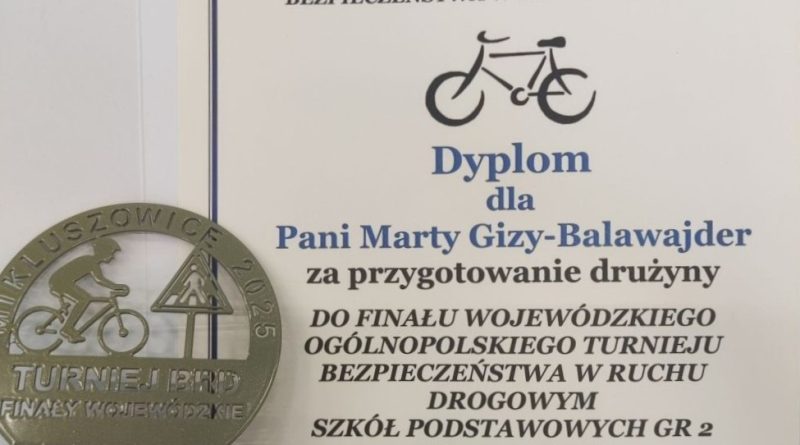 Dyplom
dla
Pani Marty Gizy-Balawajder
za przygotowanie drużyny
DO FINAŁU WOJEWÓDZKIEGO
OGÓLNOPOLSKIEGO TURNIEJU
BEZPIECZEŃSTWA W RUCHU
DROGOWYM
SZKÓŁ PODSTAWOWYCH GR 2
MIKLUSZOWICE 2025
TURNIEJ BRD
FINAŁY WOJEWÓDZKIE